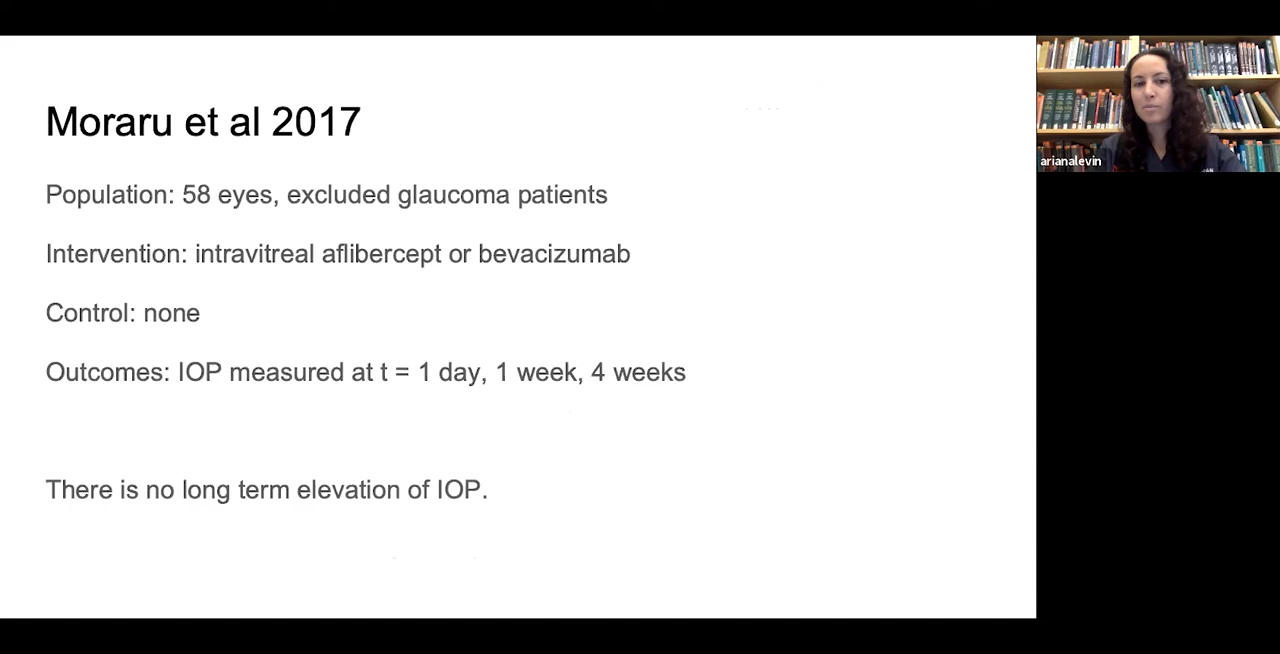 Moraru et al 2017
Population: 58 eyes, excluded glaucoma patients
Intervention: intravitreal aflibercept or bevacizumab
Control: none
Outcomes: IOP measured at t = 1 day, 1 week, 4 weeks
There is no long term elevation of IOP.
arianalevin